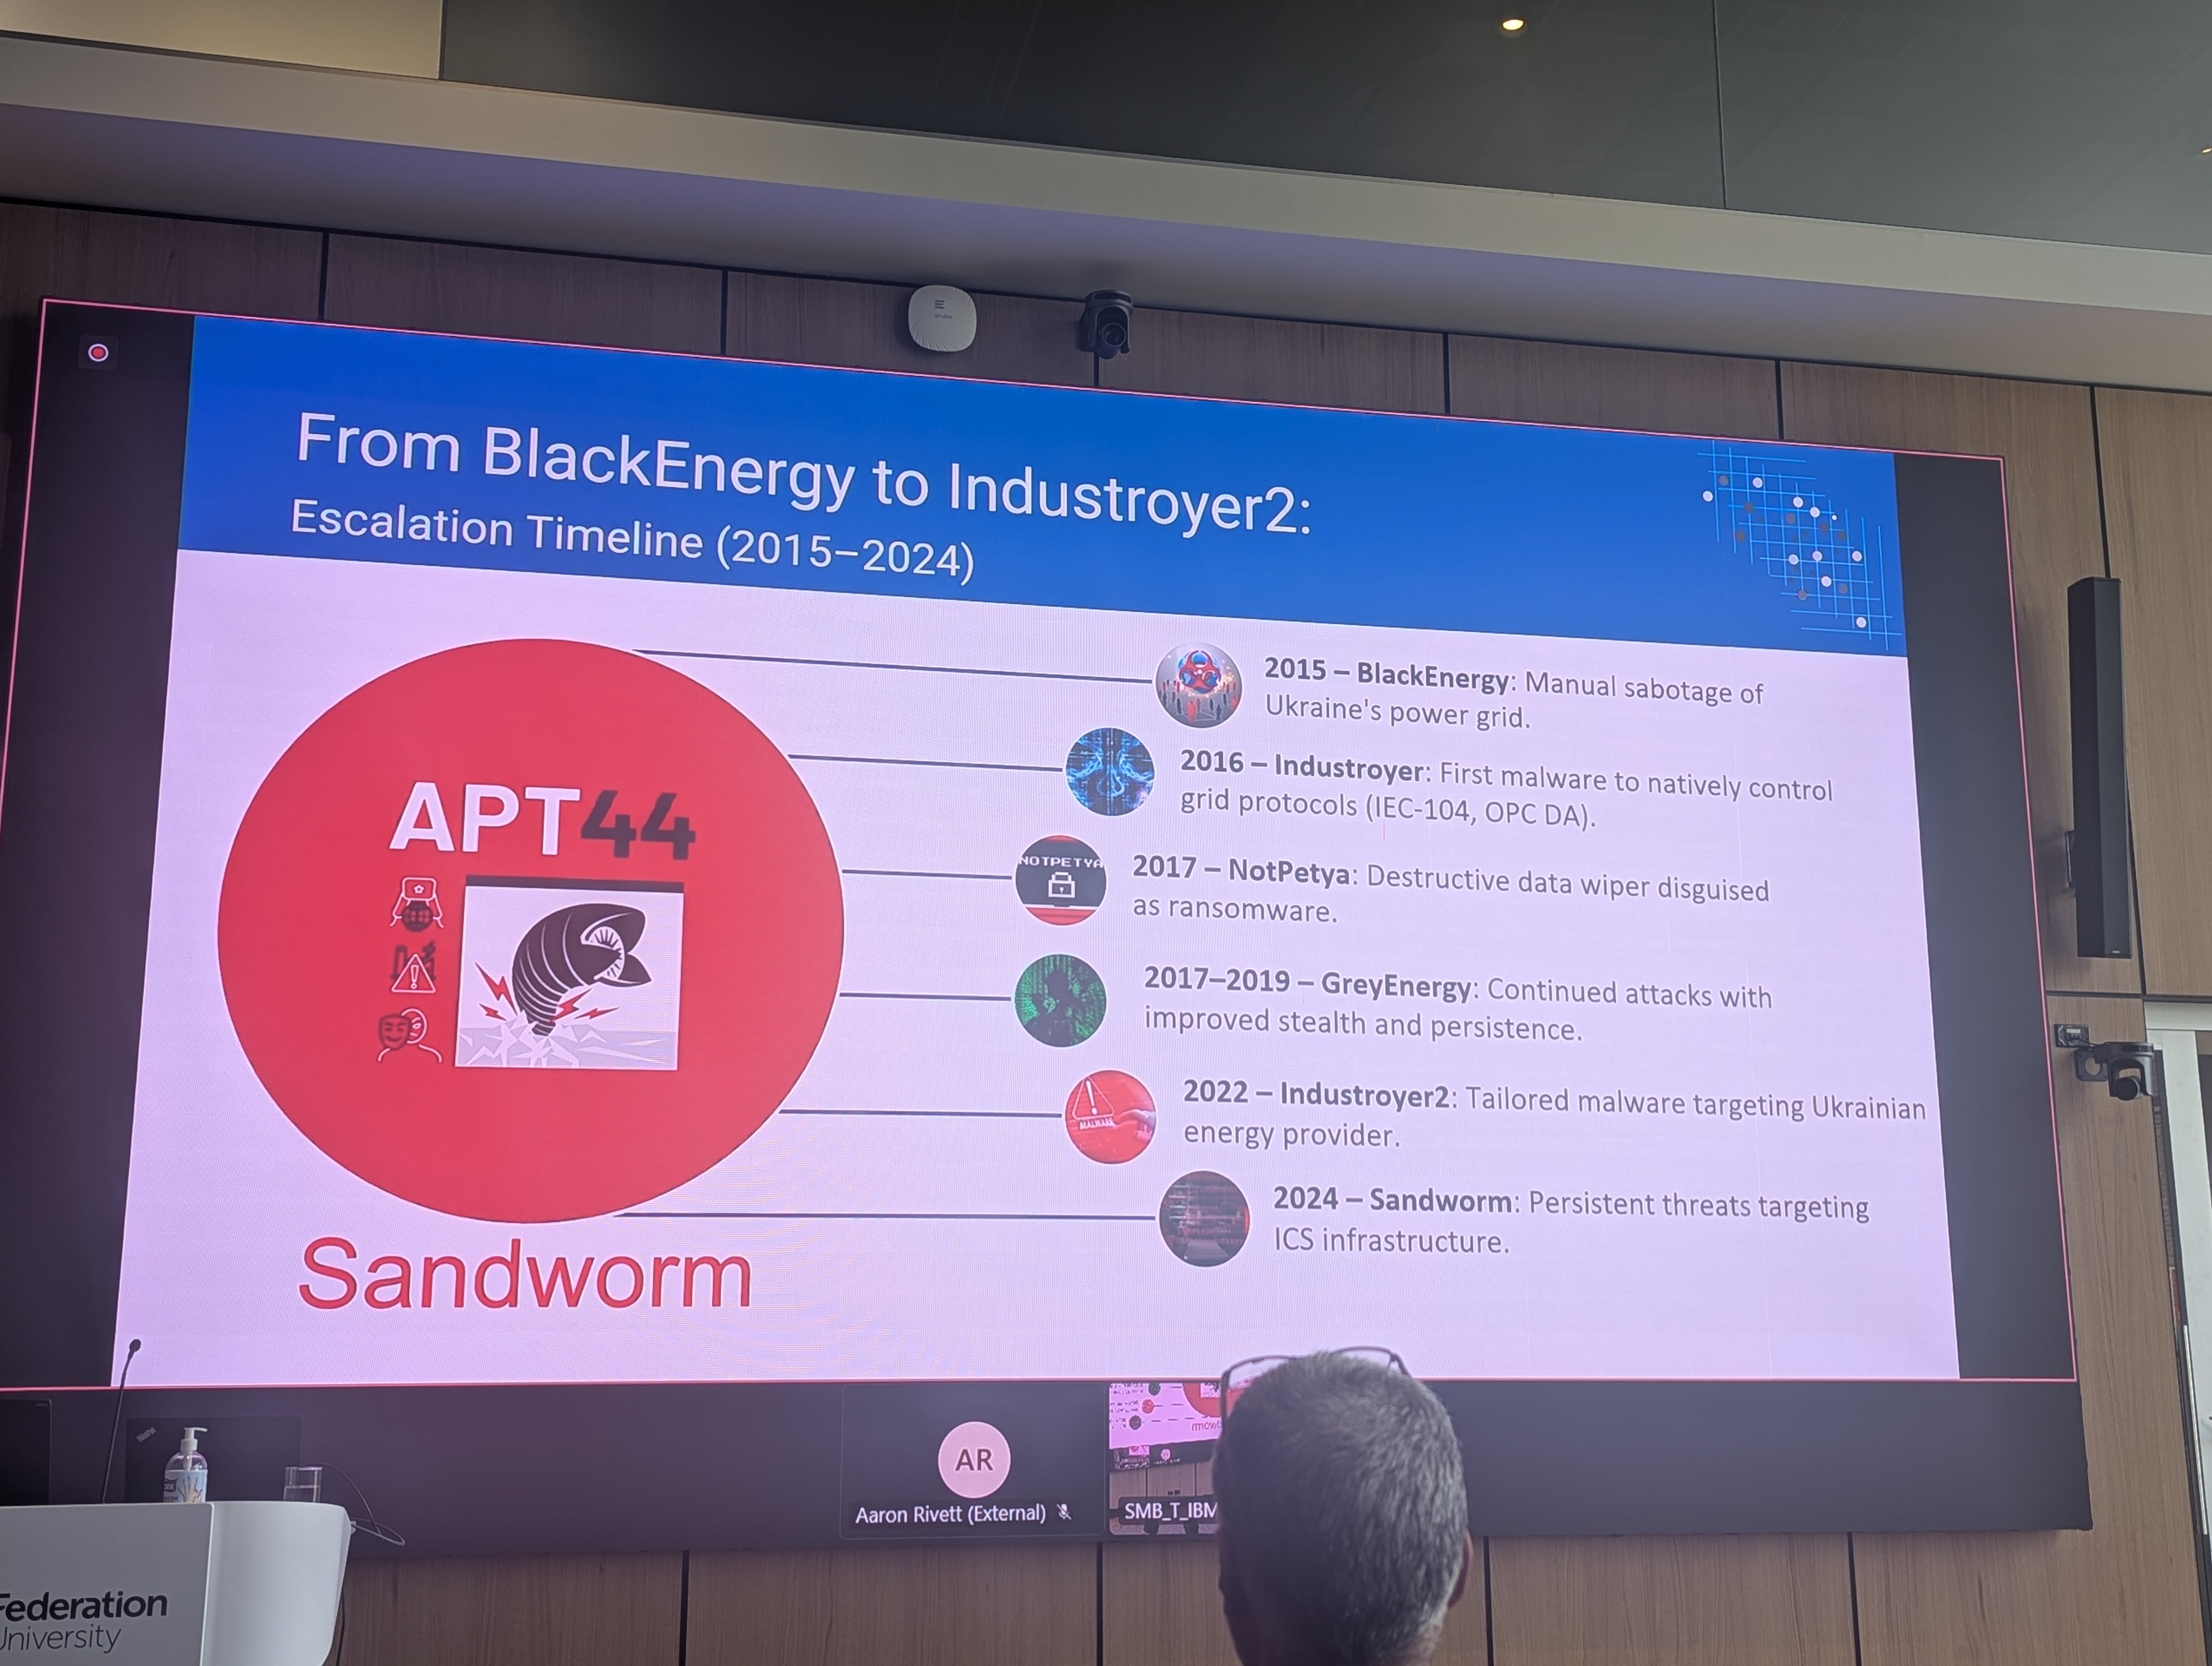 aruba
From BlackEnergy to Industroyer2:
Escalation Timeline (2015–2024)
APT44
Sandworm
2015 – BlackEnergy: Manual sabotage of
Ukraine's power grid.
2016 – Industroyer: First malware to natively control
grid protocols (IEC-104, OPC DA).
NOTPETYA
2017 – NotPetya: Destructive data wiper disguised
as ransomware.
2017–2019 – GreyEnergy: Continued attacks with
improved stealth and persistence.
MALWARE
2022 – Industroyer2: Tailored malware targeting Ukrainian
energy provider.
2024 – Sandworm: Persistent threats targeting
ICS infrastructure.
AR
Aaron Rivett (External)
SMB_T_IBM
Federation
University